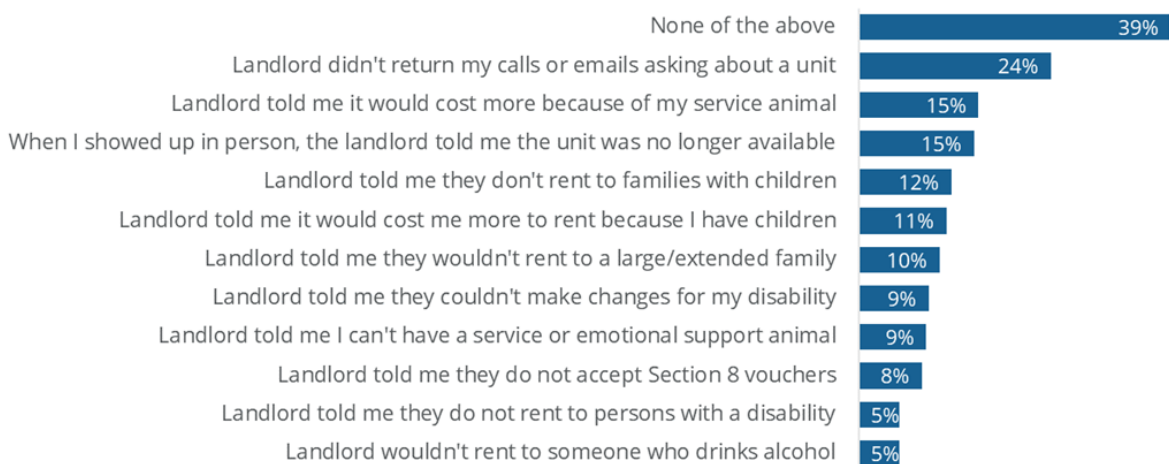 None of the above 39%
Landlord didn't return my calls or emails asking about a unit 24%
Landlord told me it would cost more because of my service animal 15%
When I showed up in person, the landlord told me the unit was no longer available 15%
Landlord told me they don't rent to families with children 12%
Landlord told me it would cost me more to rent because I have children 11%
Landlord told me they wouldn't rent to a large/extended family 10%
Landlord told me they couldn't make changes for my disability 9%
Landlord told me I can't have a service or emotional support animal 9%
Landlord told me they do not accept Section 8 vouchers 8%
Landlord told me they do not rent to persons with a disability 5%
Landlord wouldn't rent to someone who drinks alcohol 5%